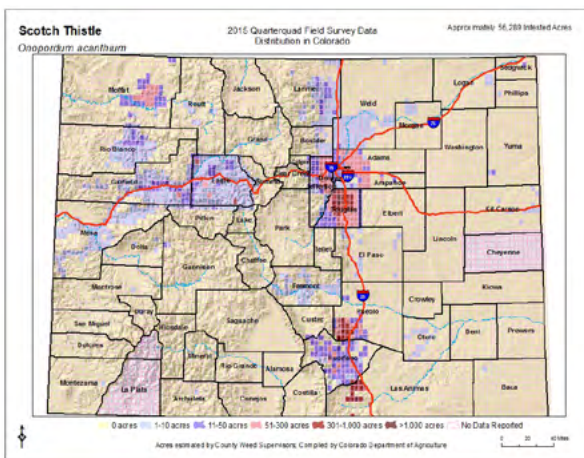 Scotch Thistle
Onopordum acanthium
2015 Quarterquad Field Survey Data
Distribution in Colorado
Approximately 56,289 Infested Acres
Moffat
Routt
Jackson
Larimer
Weld
Logan
Sedgwick
Phillips
Morgan
Grand
Boulder
Rio Blanco
Garfield
Eagle
Adams
Washington
Yuma
Arapahoe
Douglas
Elbert
Kit Carson
Pitkin
Lake
Park
Teller
Mesa
Delta
Chaffee
El Paso
Lincoln
Cheyenne
Gunnison
Fremont
Montrose
Crowley
Kiowa
Pueblo
Ouray
San Miguel
Hinsdale
Saguache
Custer
Otero
Bent
Prowers
Dolores
Mineral
Rio Grande
Alamosa
Huerfano
Montezuma
La Plata
Archuleta
Conejos
Costilla
Las Animas
Baca
0 acres 1-10 acres 11-50 acres 51-300 acres 301-1,000 acres >1,000 acres No Data Reported
Acres estimated by County Weed Supervisors; Compiled by Colorado Department of Agriculture